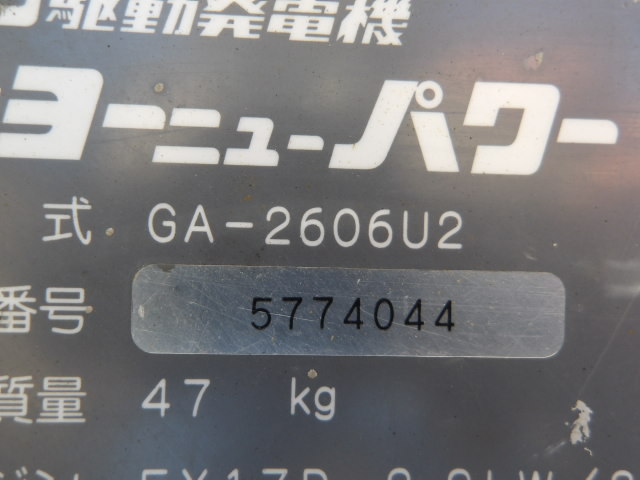 駆動発電機
ヨーニューパワー
式 GA-2606U2
番号 5774044
質量 47 kg